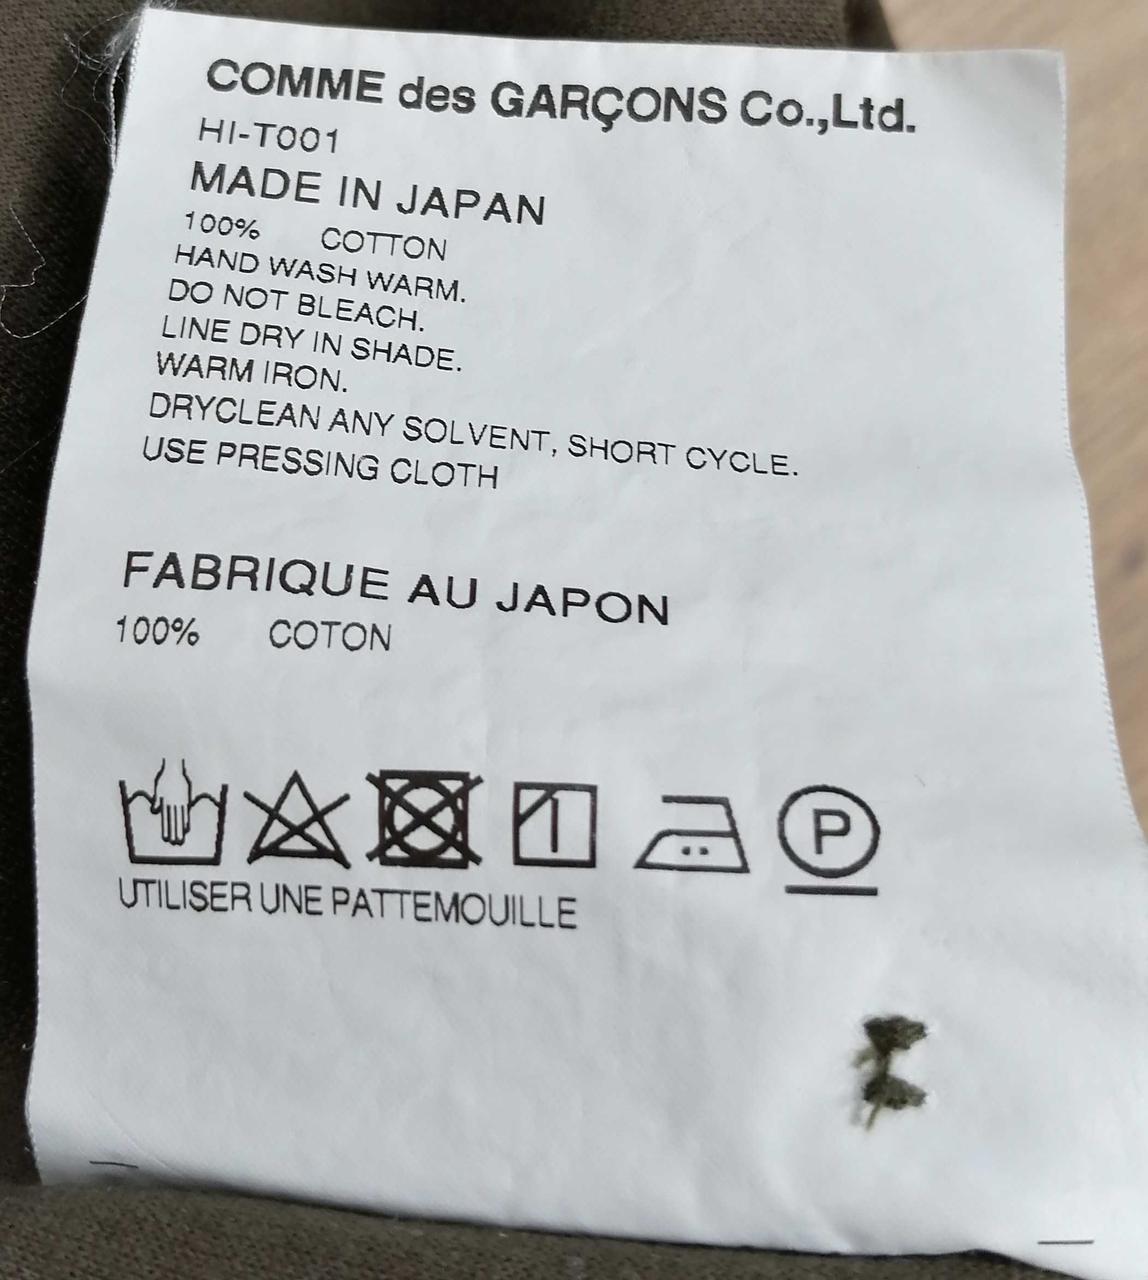 COMME des GARÇONS Co.,Ltd.
HI-T001
MADE IN JAPAN
100% COTTON
HAND WASH WARM.
DO NOT BLEACH.
LINE DRY IN SHADE.
WARM IRON.
DRYCLEAN ANY SOLVENT, SHORT CYCLE.
USE PRESSING CLOTH
FABRIQUE AU JAPON
100% COTON
P
UTILISER UNE PATTEMOUILLE